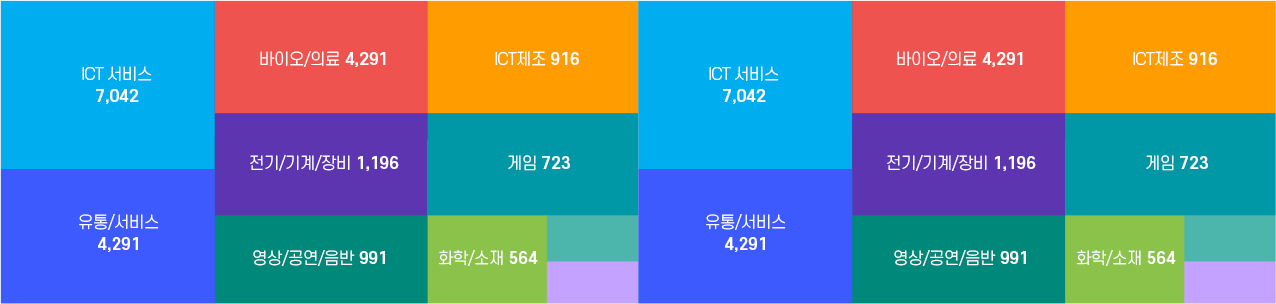 ICT 서비스
7,042
유통/서비스
4,291
바이오/의료 4,291
전기/기계/장비 1,196
영상/공연/음반 991
ICT제조 916
게임 723
화학/소재 564
ICT 서비스
7,042
유통/서비스
4,291
바이오/의료 4,291
전기/기계/장비 1,196
영상/공연/음반 991
ICT제조 916
게임 723
화학/소재 564